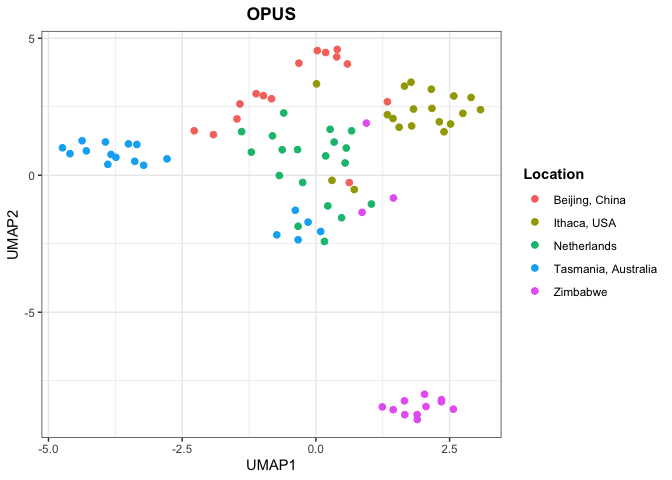 OPUS
5
0
-5
UMAP2
-5.0
-2.5
0.0
2.5
UMAP1
Location
Beijing, China
Ithaca, USA
Netherlands
Tasmania, Australia
Zimbabwe